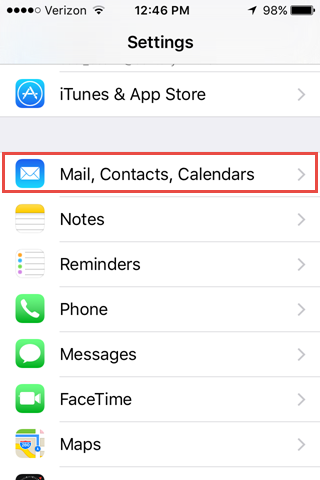 Verizon 12:46 PM 98%
Settings
iTunes & App Store
Mail, Contacts, Calendars
Notes
Reminders
Phone
Messages
FaceTime
Maps